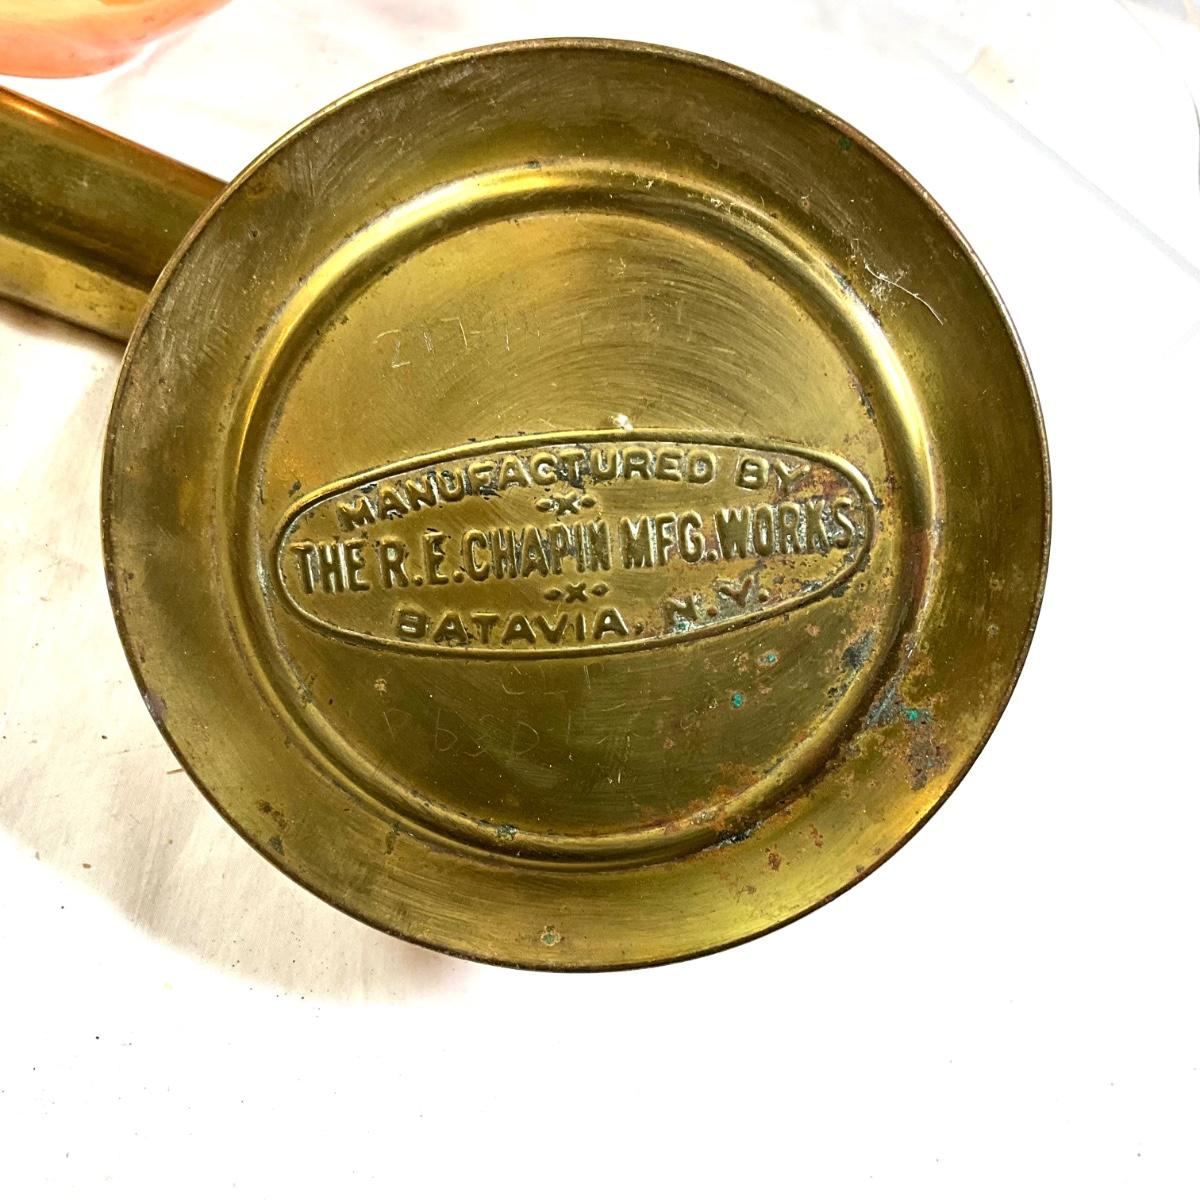 MANUFACTURED BY
THE R.E. CHAPIN MFG. WORKS
BATAVIA, N.Y.